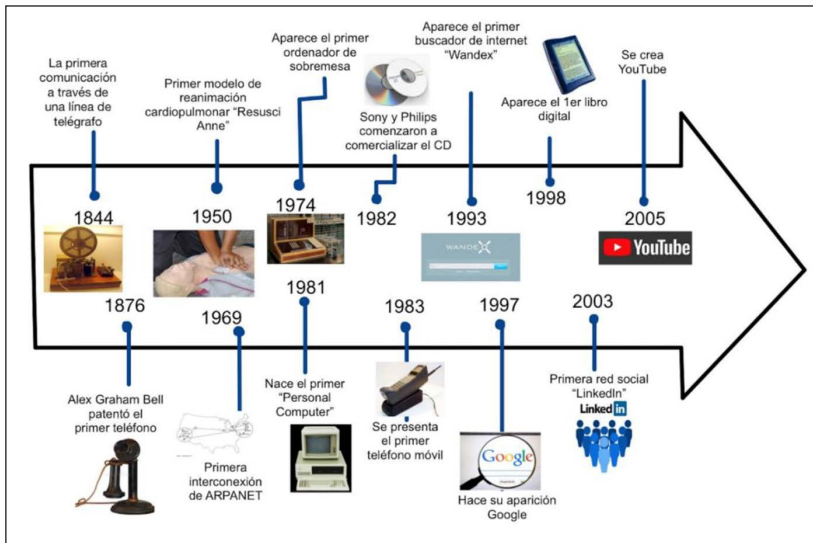 La primera
comunicación
a través de
una línea de
telégrafo
Primer modelo de
reanimación
cardiopulmonar “Resusci
Anne”
Aparece el primer
ordenador de
sobremesa
Sony y Philips
comenzaron a
comercializar el CD
Aparece el primer
buscador de internet
“Wandex”
Aparece el 1er libro
digital
Se crea
YouTube
1844
1950
1974
1982
1993
1998
2005
WANDEX
YouTube
1876
1969
1981
1983
1997
2003
Alex Graham Bell
patentó el
primer teléfono
Primera
interconexión
de ARPANET
Nace el primer
“Personal
Computer”
Se presenta
el primer
teléfono móvil
Google
Hace su aparición
Google
Primera red social
“LinkedIn”
Linked in